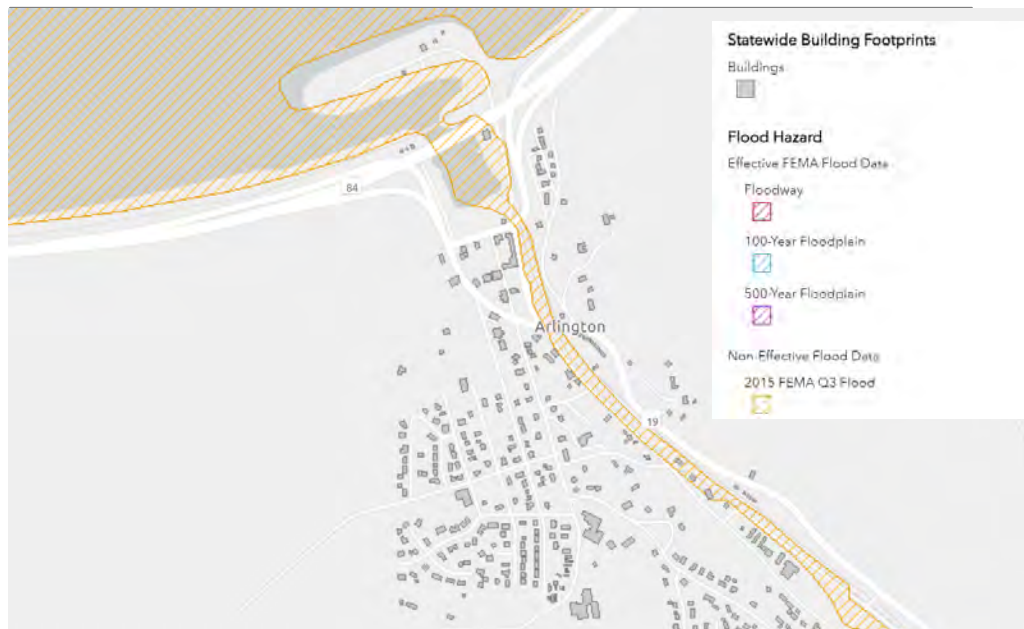 Statewide Building Footprints
Buildings
Flood Hazard
Effective FEMA Flood Data
Floodway
100-Year Floodplain
500-Year Floodplain
Non-Effective Flood Data
2015 FEMA Q3 Flood
84
Arlington
19